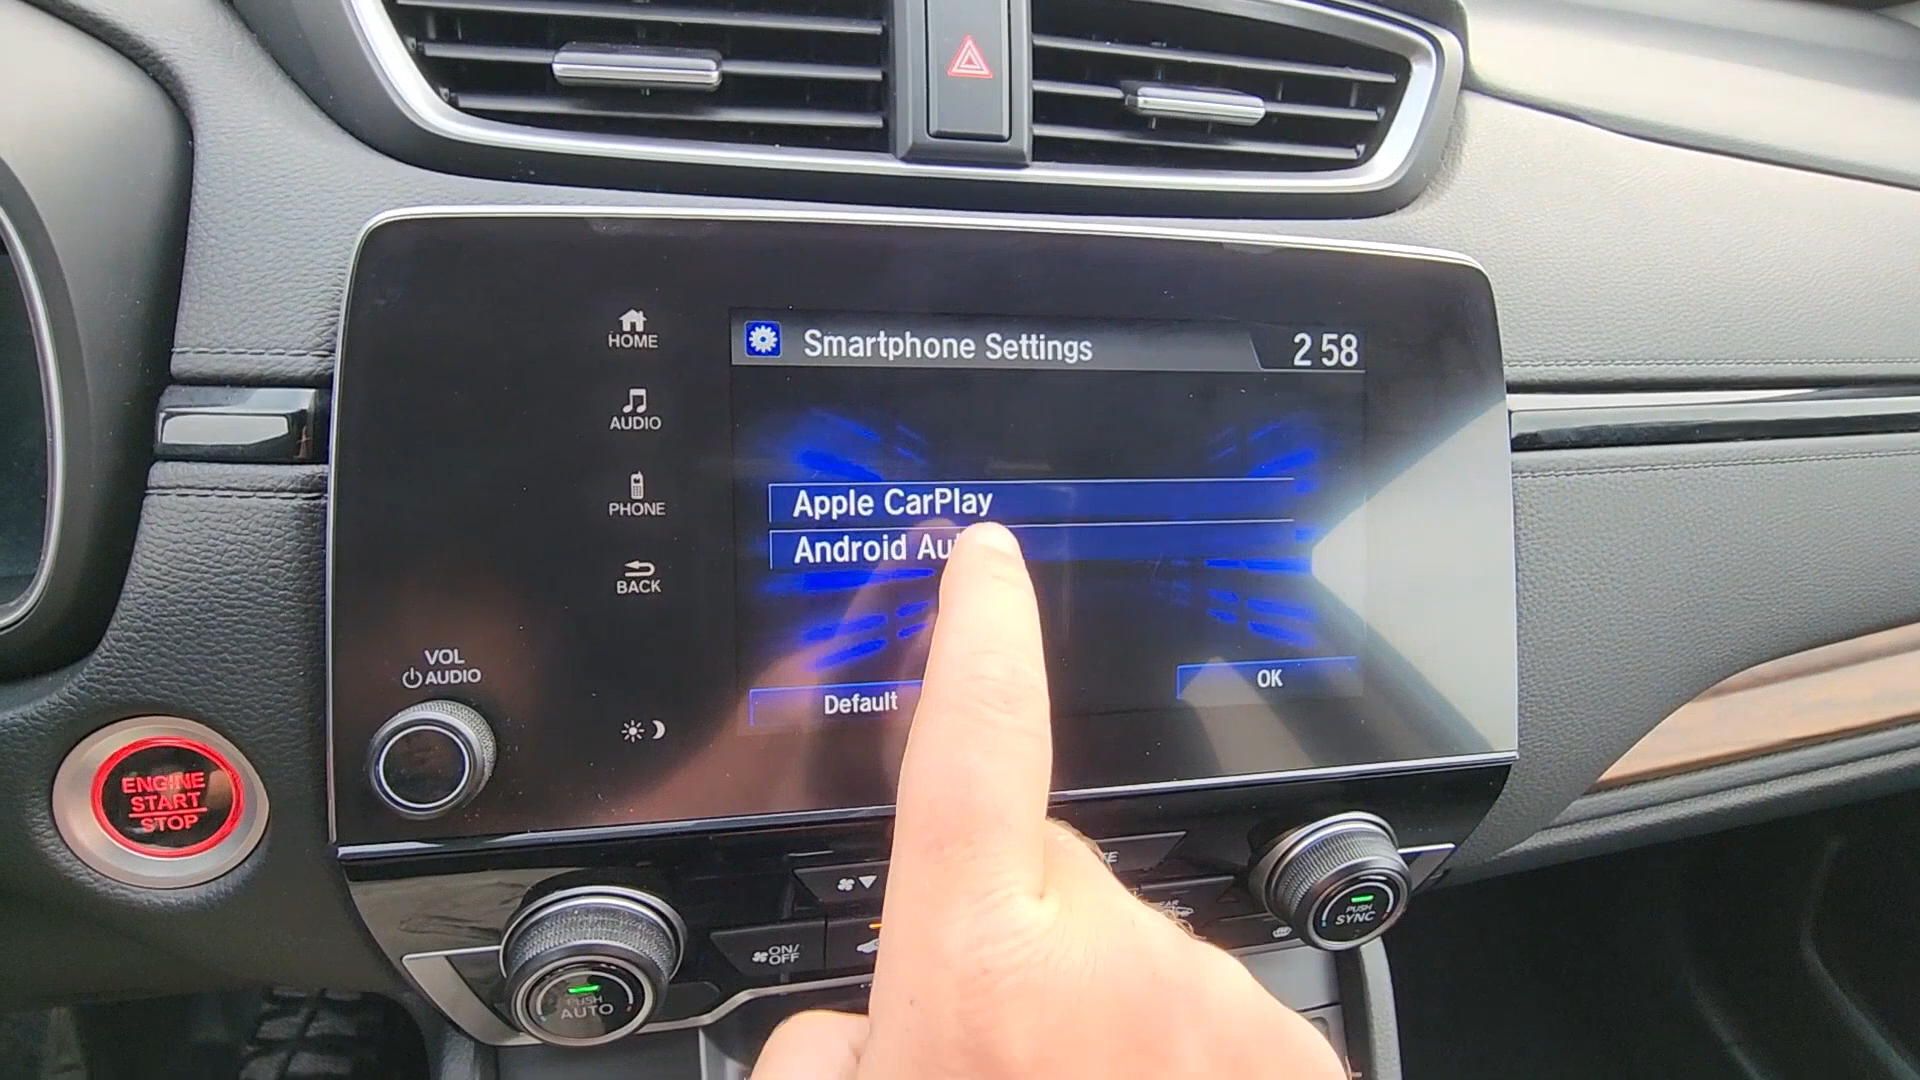 Smartphone Settings
2 58
HOME
AUDIO
PHONE
BACK
Apple CarPlay
Android
Default
OK
VOL
AUDIO
ENGINE
START
STOP
ON/
OFF
PUSH
AUTO
PUSH
SYNC